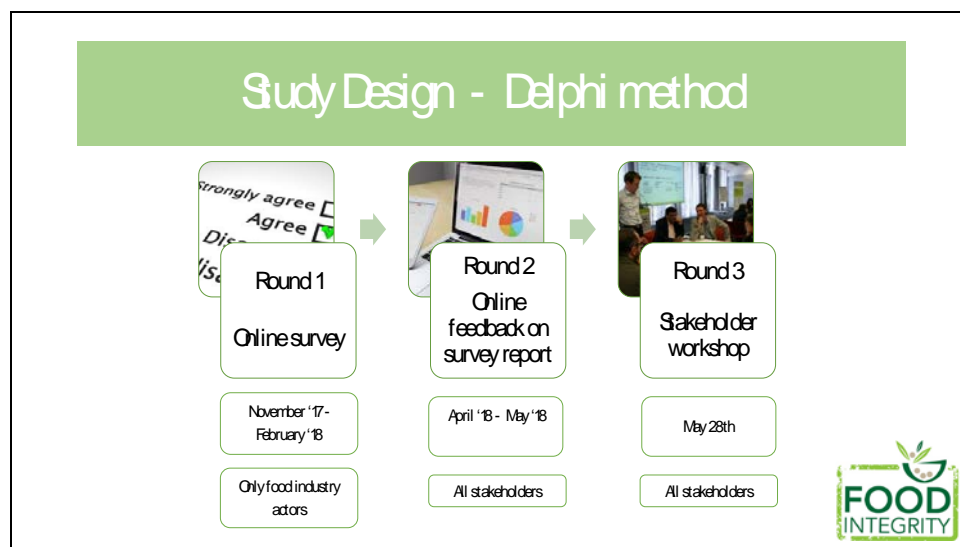 Study Design - Delphi method
Strongly agree
Agree
Round 1
Online survey
November ‘17 -
February ‘18
Only food industry
actors
Round 2
Online
feedback on
survey report
April ‘18 - May ‘18
All stakeholders
Round 3
Stakeholder
workshop
May 28th
All stakeholders
FOOD
INTEGRITY